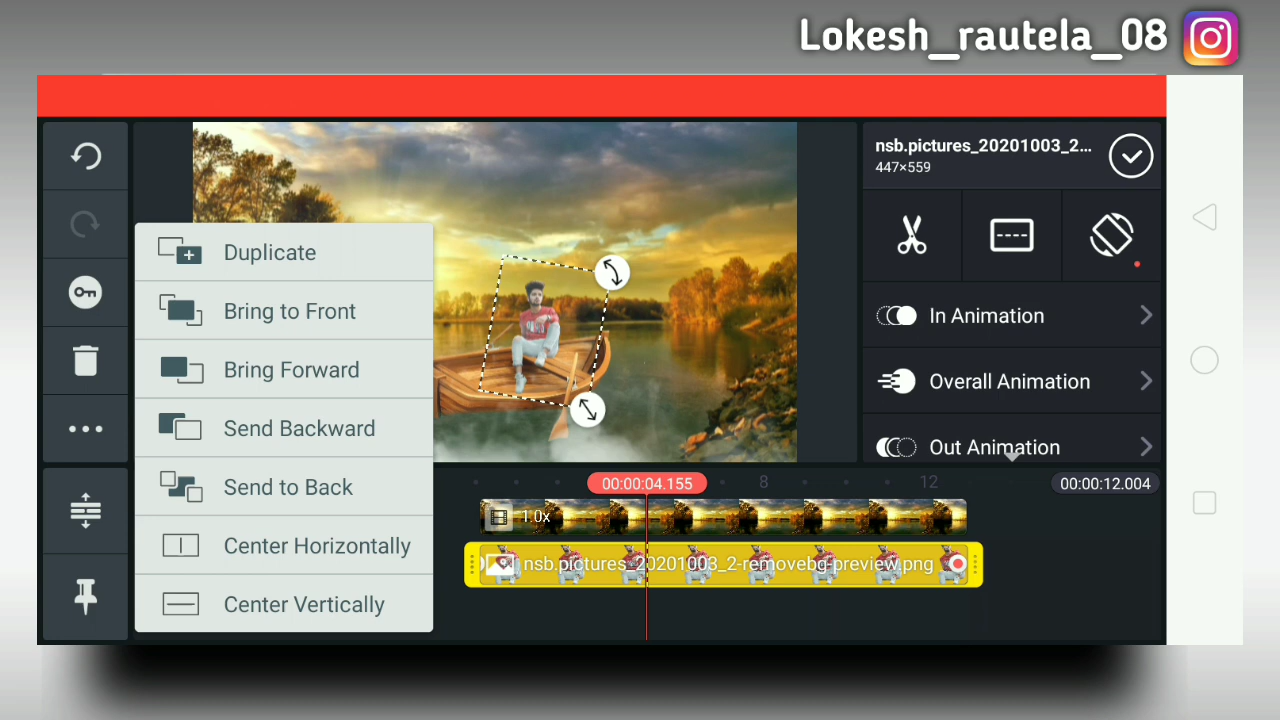 Lokesh_rautela_08
nsb.pictures_20201003_2...
447×559
Duplicate
Bring to Front
Bring Forward
Send Backward
Send to Back
Center Horizontally
Center Vertically
In Animation
Overall Animation
Out Animation
00:00:04.155
8
12
00:00:12.004
1.0x
nsb.pictures_20201003_2-removebg-preview.png